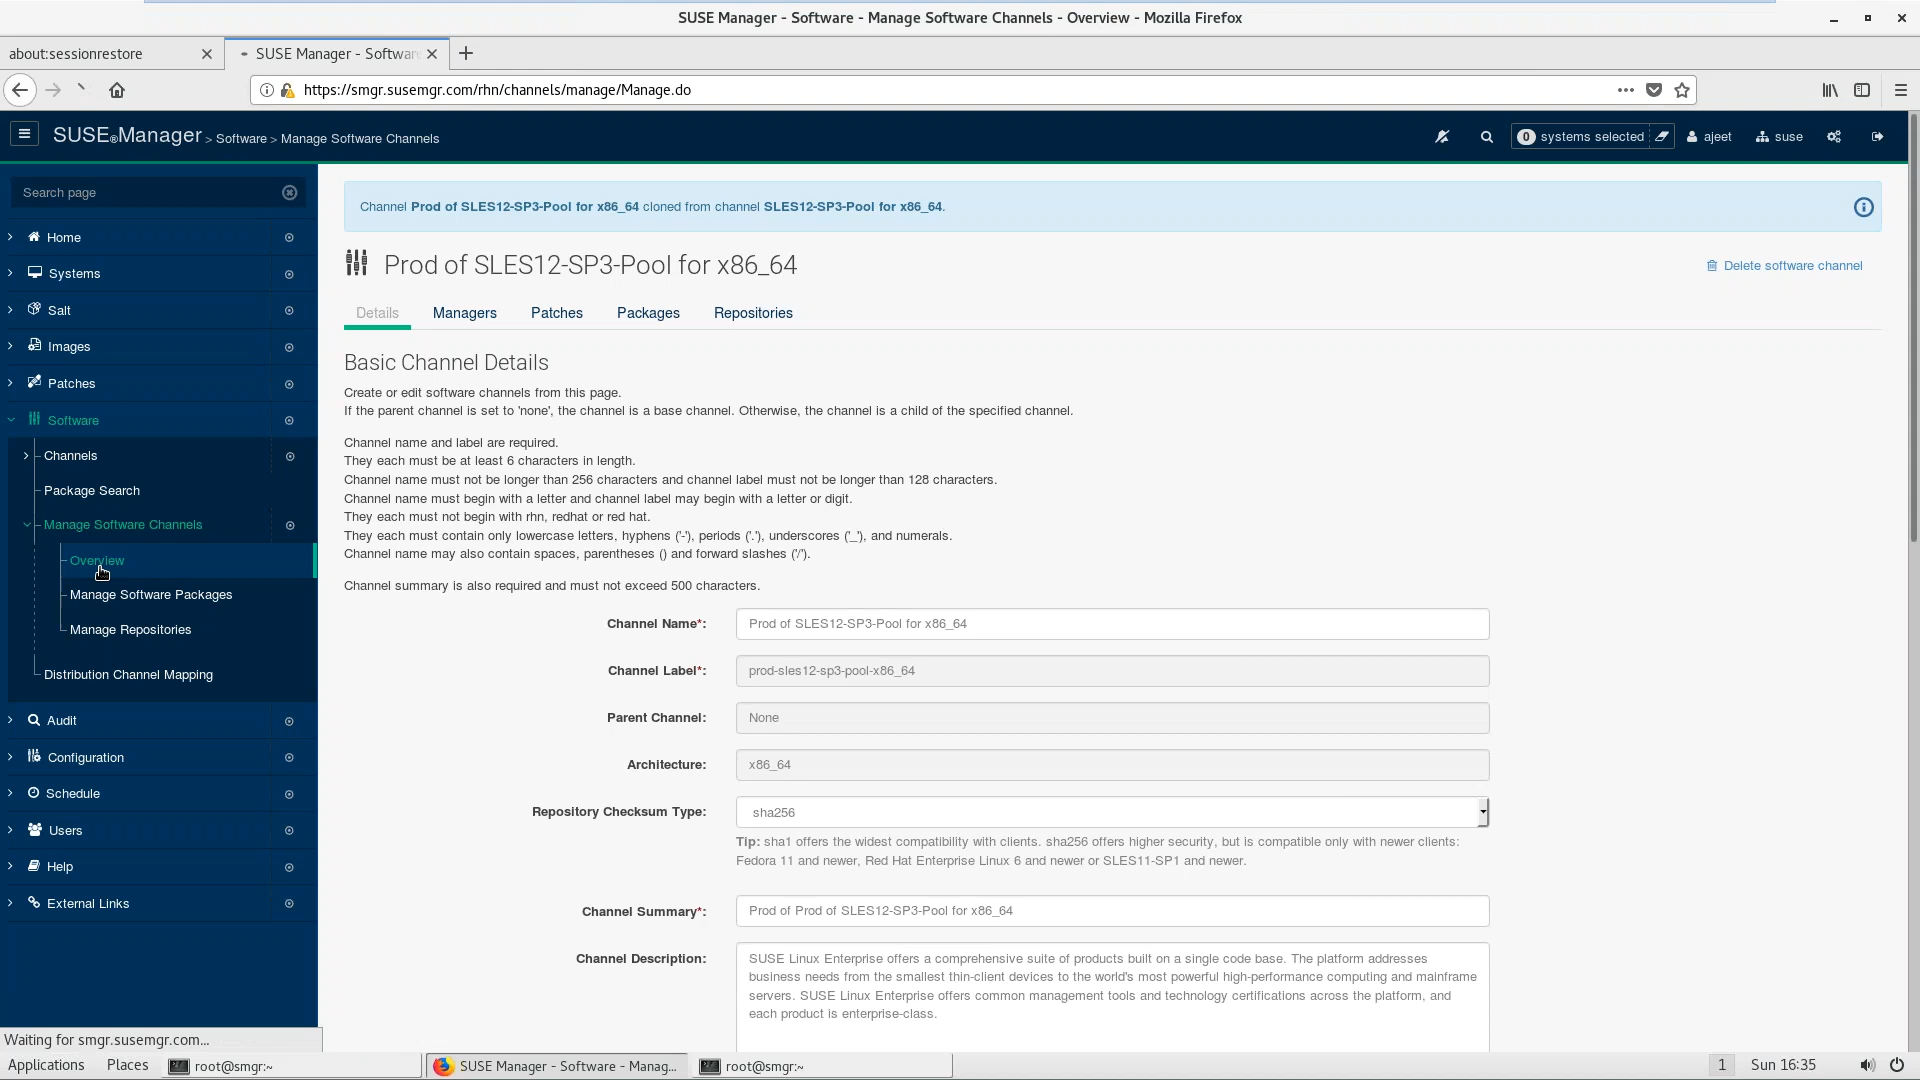 SUSE Manager - Software - Manage Software Channels - Overview - Mozilla Firefox
about:sessionrestore
SUSE Manager - Software
https://smgr.susemgr.com/rhn/channels/manage/Manage.do
SUSE Manager > Software > Manage Software Channels
0 systems selected
ajeet
suse
Search page
Home
Systems
Salt
Images
Patches
Software
Channels
Package Search
Manage Software Channels
Overview
Manage Software Packages
Manage Repositories
Distribution Channel Mapping
Audit
Configuration
Schedule
Users
Help
External Links
Channel Prod of SLES12-SP3-Pool for x86_64 cloned from channel SLES12-SP3-Pool for x86_64.
Prod of SLES12-SP3-Pool for x86_64
Delete software channel
Details Managers Patches Packages Repositories
Basic Channel Details
Create or edit software channels from this page.
If the parent channel is set to 'none', the channel is a base channel. Otherwise, the channel is a child of the specified channel.
Channel name and label are required.
They each must be at least 6 characters in length.
Channel name must not be longer than 256 characters and channel label must not be longer than 128 characters.
Channel name must begin with a letter and channel label may begin with a letter or digit.
They each must not begin with rhn, redhat or red hat.
They each must contain only lowercase letters, hyphens ('-'), periods ('.'), underscores ('_'), and numerals.
Channel name may also contain spaces, parentheses () and forward slashes ('/').
Channel summary is also required and must not exceed 500 characters.
Channel Name*: Prod of SLES12-SP3-Pool for x86_64
Channel Label*: prod-sles12-sp3-pool-x86_64
Parent Channel: None
Architecture: x86_64
Repository Checksum Type: sha256
Tip: sha1 offers the widest compatibility with clients. sha256 offers higher security, but is compatible only with newer clients:
Fedora 11 and newer, Red Hat Enterprise Linux 6 and newer or SLES11-SP1 and newer.
Channel Summary*: Prod of Prod of SLES12-SP3-Pool for x86_64
Channel Description: SUSE Linux Enterprise offers a comprehensive suite of products built on a single code base. The platform addresses
business needs from the smallest thin-client devices to the world's most powerful high-performance computing and mainframe
servers. SUSE Linux Enterprise offers common management tools and technology certifications across the platform, and
each product is enterprise-class.
Waiting for smgr.susemgr.com...
Applications Places root@smgr:~ SUSE Manager - Software - Manag... root@smgr:~ 1 Sun 16:35